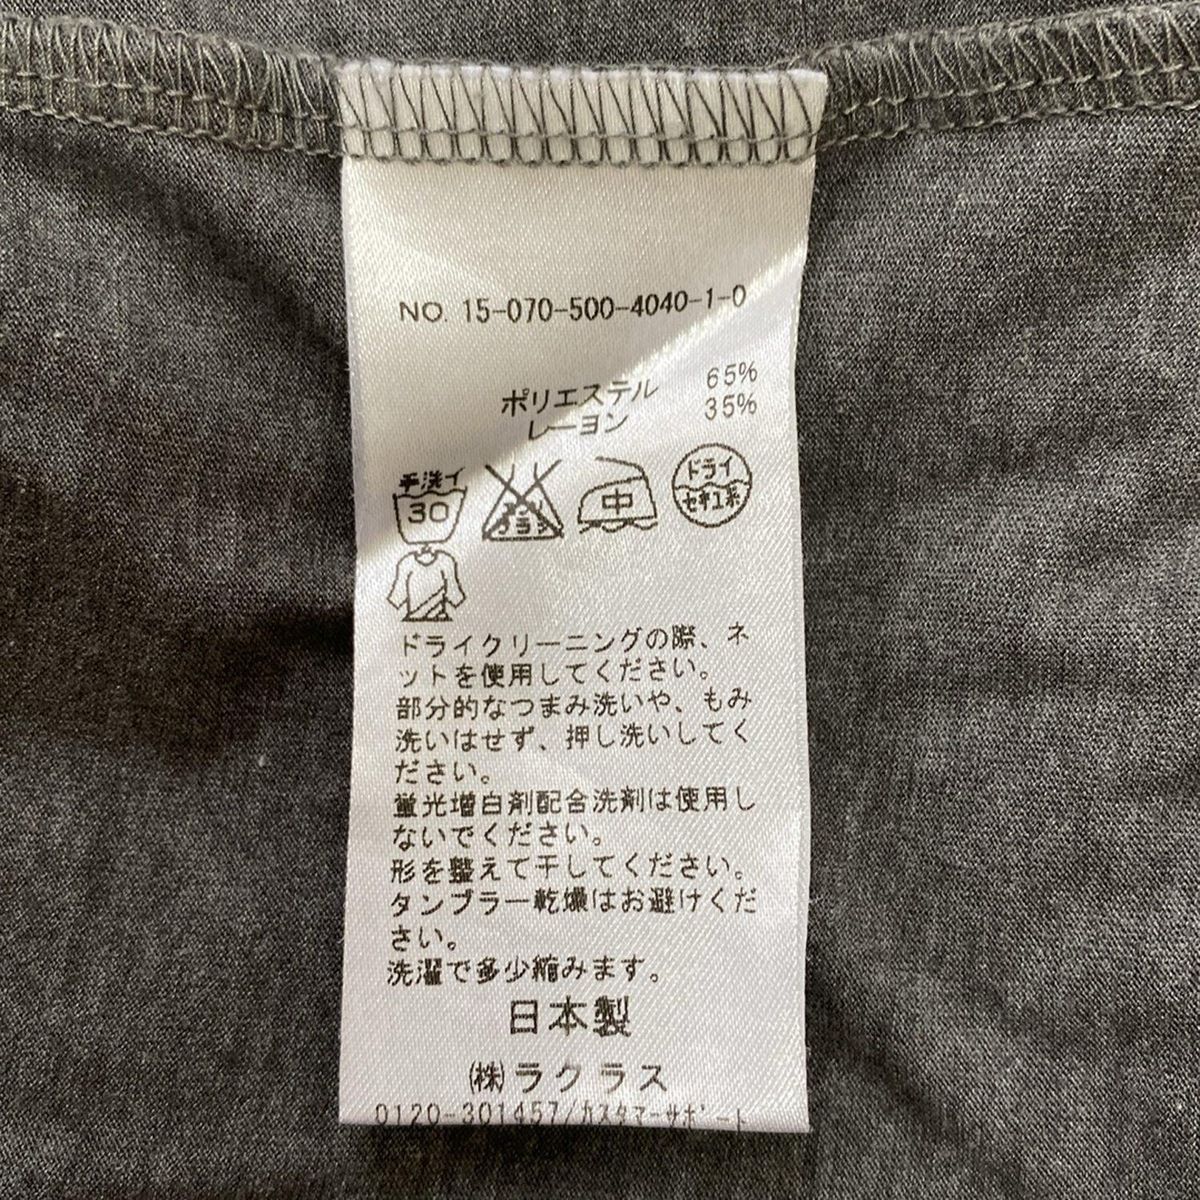 NO. 15-070-500-4040-1-0
ポリエステル 65%
レーヨン 35%
手洗イ
30
エンソ
サラシ
中
ドライ
セキユ系
ドライクリーニングの際、ネ
ットを使用してください。
部分的なつまみ洗いや、もみ
洗いはせず、押し洗いしてく
ださい。
蛍光増白剤配合洗剤は使用し
ないでください。
形を整えて干してください。
タンブラー乾燥はお避けくだ
さい。
洗濯で多少縮みます。
日本製
(株)ラクラス
0120-301457/カスタマーサポート